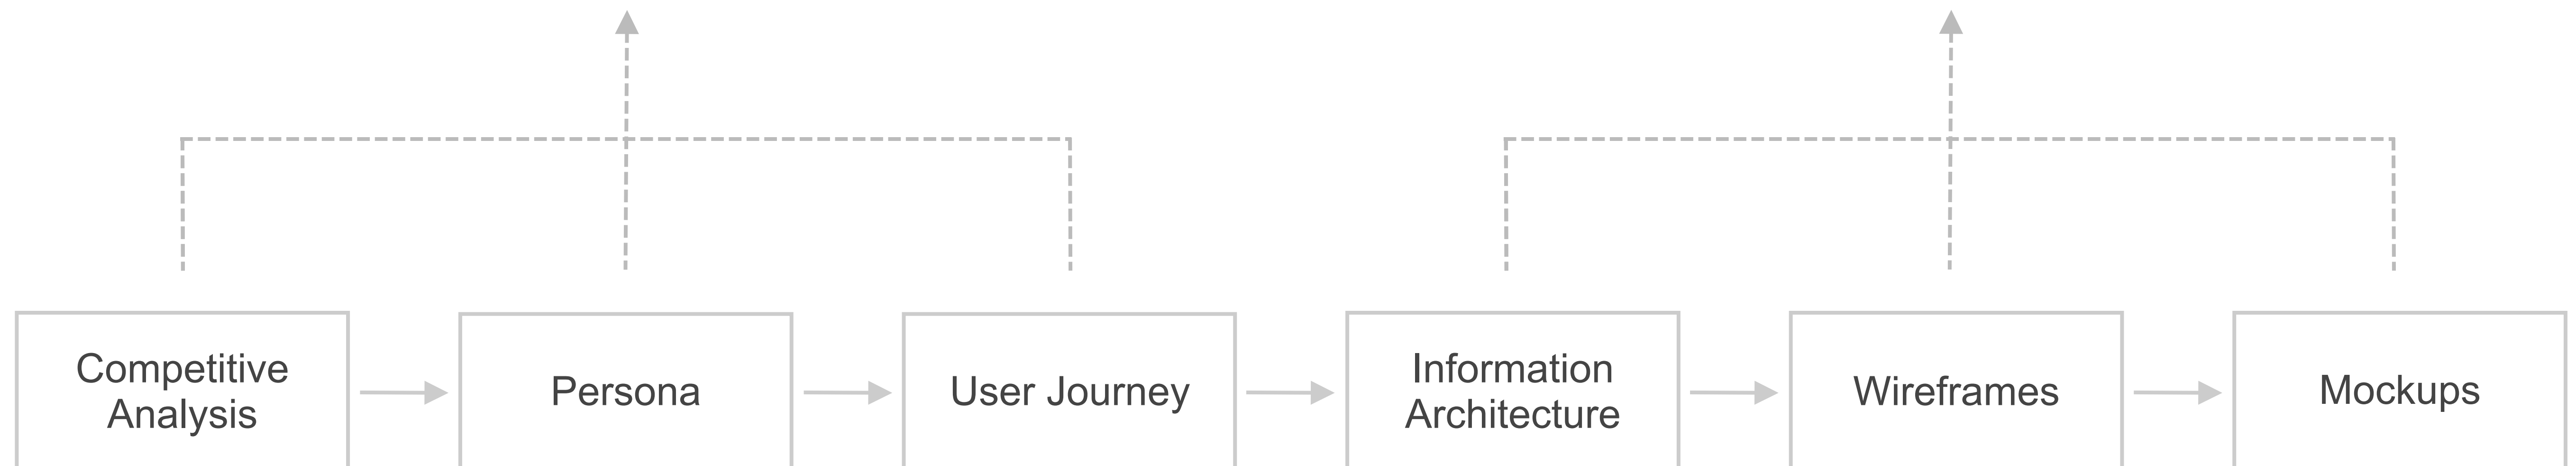 Competitive
Analysis
Persona
User Journey
Information
Architecture
Wireframes
Mockups